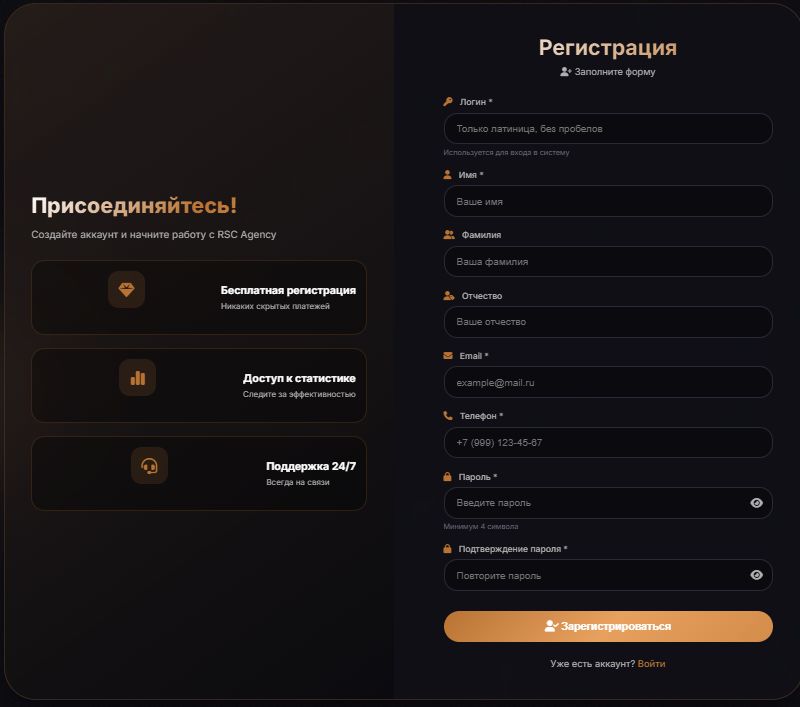 Присоединяйтесь!
Создайте аккаунт и начните работу с RSC Agency
Бесплатная регистрация
Никаких скрытых платежей
Доступ к статистике
Следите за эффективностью
Поддержка 24/7
Всегда на связи
Регистрация
Заполните форму
Логин *
Только латиница, без пробелов
Используется для входа в систему
Имя *
Ваше имя
Фамилия
Ваша фамилия
Отчество
Ваше отчество
Email *
example@mail.ru
Телефон *
+7 (999) 123-45-67
Пароль *
Введите пароль
Минимум 4 символа
Подтверждение пароля *
Повторите пароль
Зарегистрироваться
Уже есть аккаунт? Войти